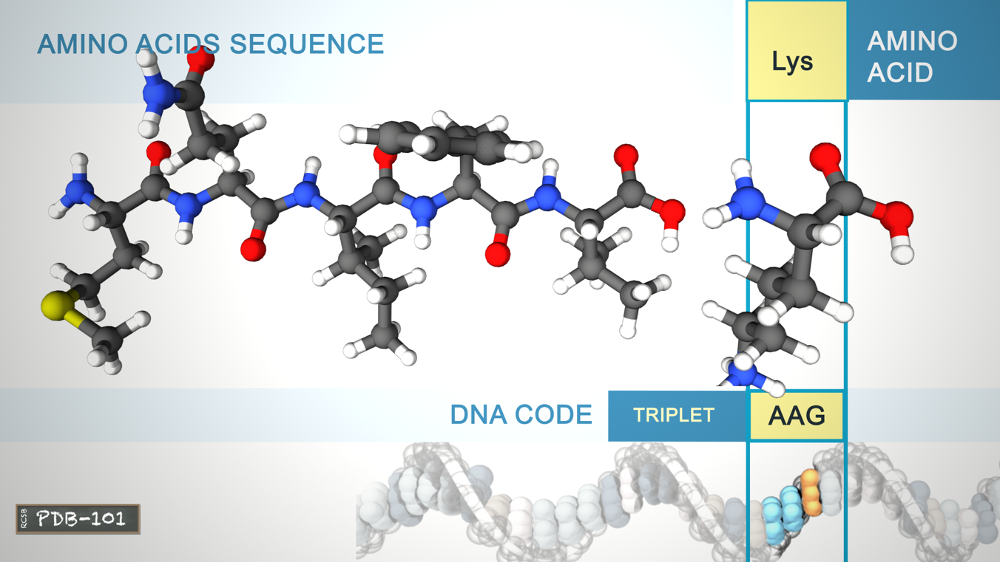 AMINO ACIDS SEQUENCE
Lys
AMINO
ACID
DNA CODE
TRIPLET
AAG
RCSB
PDB-101